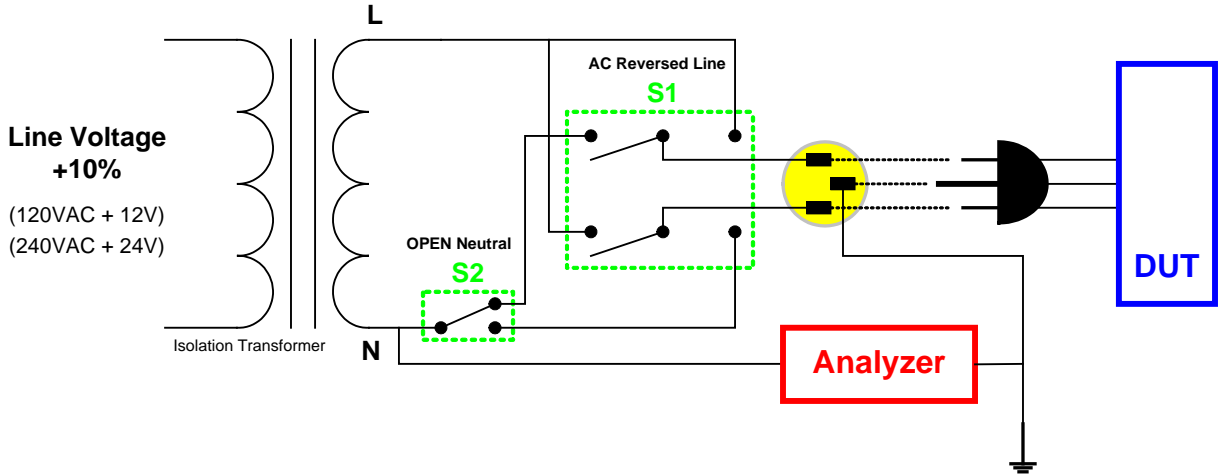 L
AC Reversed Line
S1
Line Voltage
+10%
(120VAC + 12V)
(240VAC + 24V)
OPEN Neutral
S2
DUT
Isolation Transformer
N
Analyzer